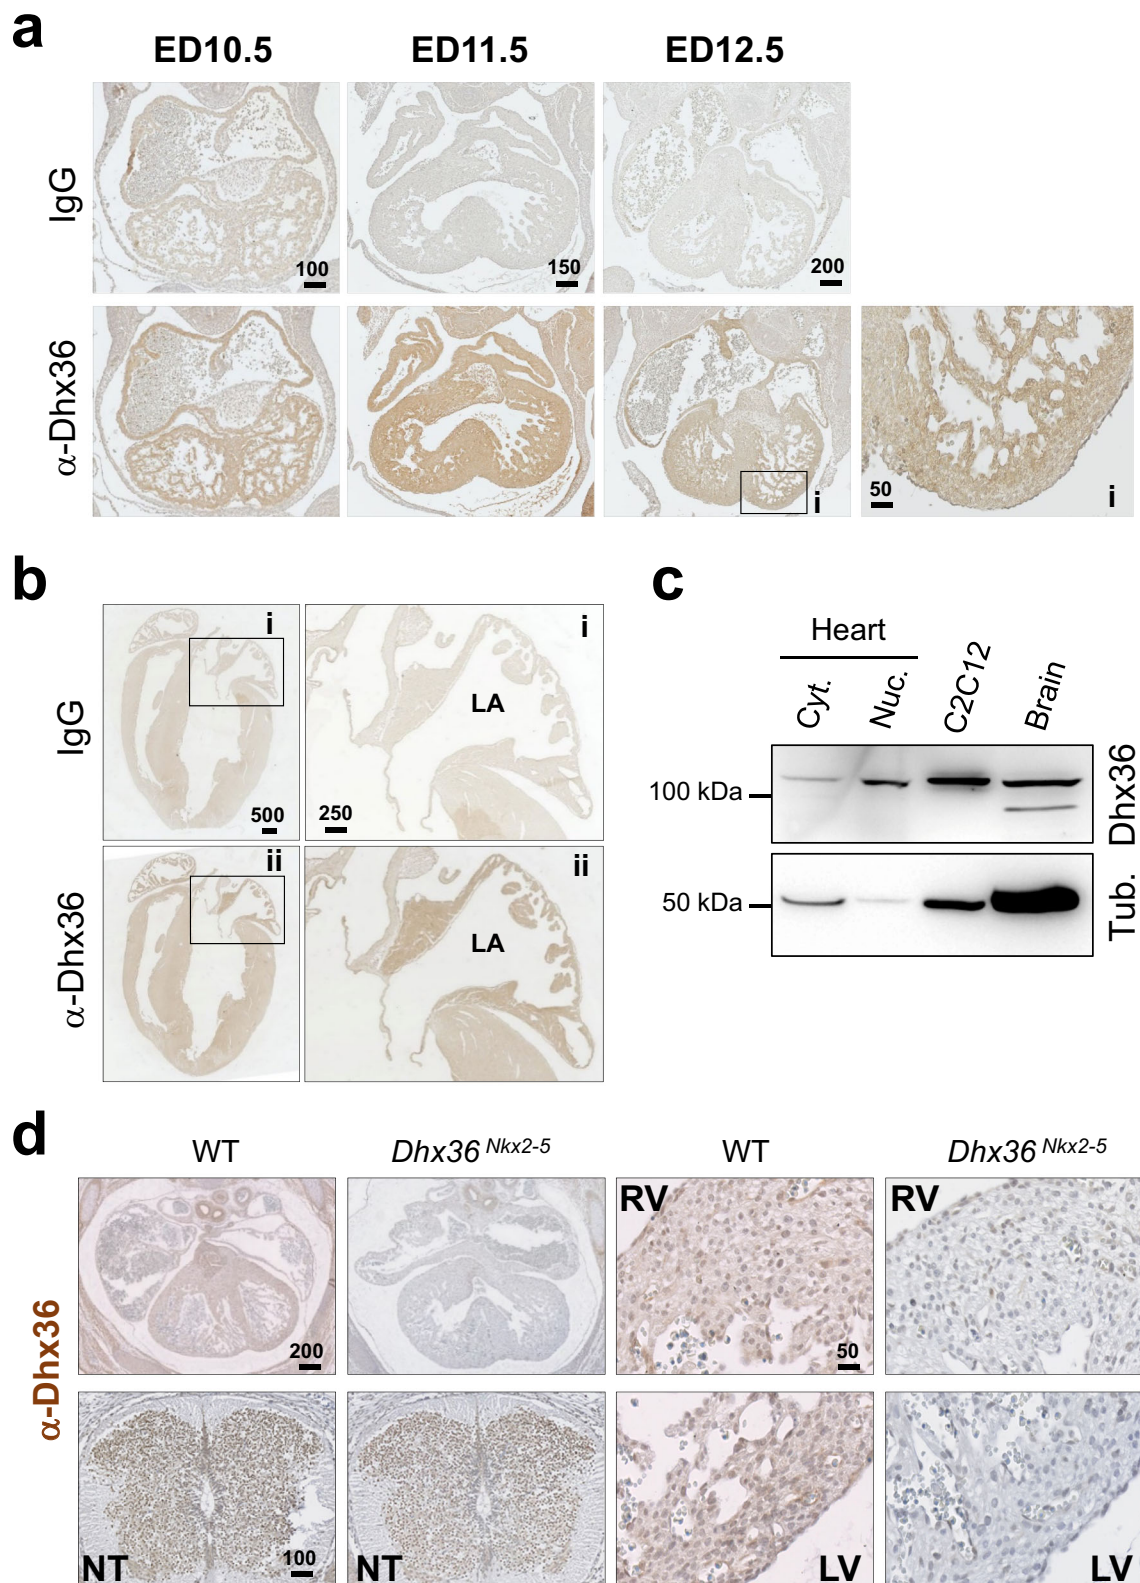 a
ED10.5 ED11.5 ED12.5
IgG
100
150
200
α-Dhx36
i
50
i
b
IgG
i
500
i
LA
250
α-Dhx36
ii
ii
LA
c
Heart
Cyt. Nuc. C2C12 Brain
100 kDa
Dhx36
50 kDa
Tub.
d
WT Dhx36 Nkx2-5 WT Dhx36 Nkx2-5
α-Dhx36
200
RV
50
RV
NT
100
NT
LV
LV